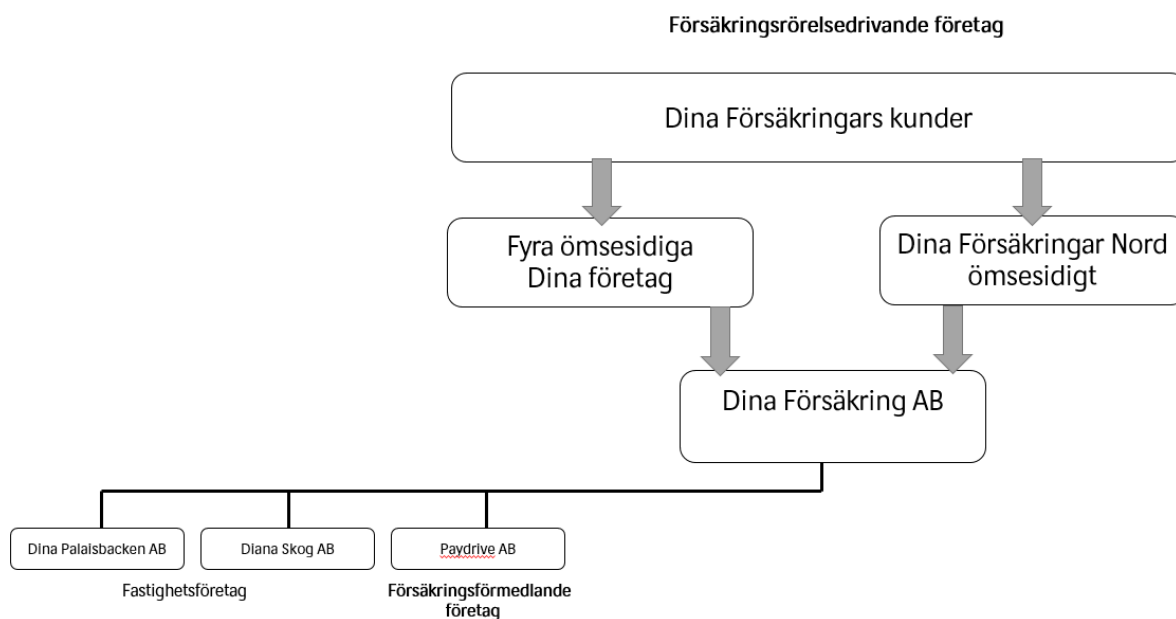 Försäkringsrörelsedrivande företag
Dina Försäkringars kunder
Fyra ömsesidiga
Dina företag
Dina Försäkringar Nord
ömsesidigt
Dina Försäkring AB
Dina Palaisbacken AB
Diana Skog AB
Paydrive AB
Fastighetsföretag
Försäkringsförmedlande
företag